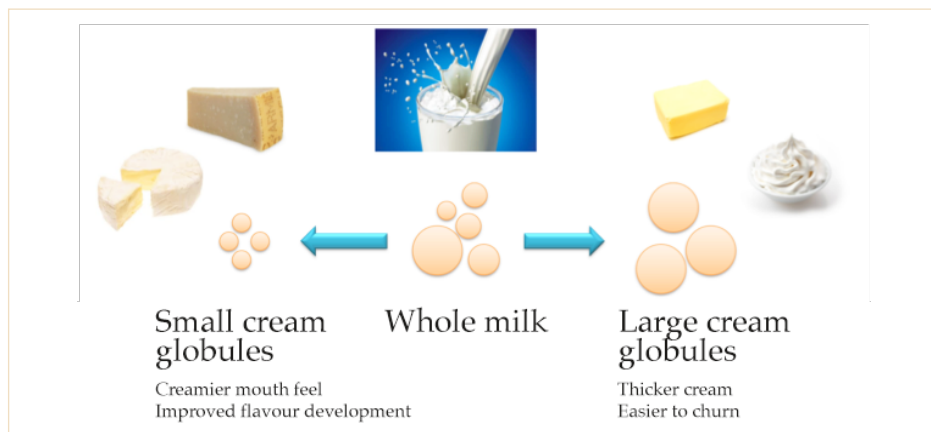 Small cream
globules
Creamier mouth feel
Improved flavour development
Whole milk
Large cream
globules
Thicker cream
Easier to churn